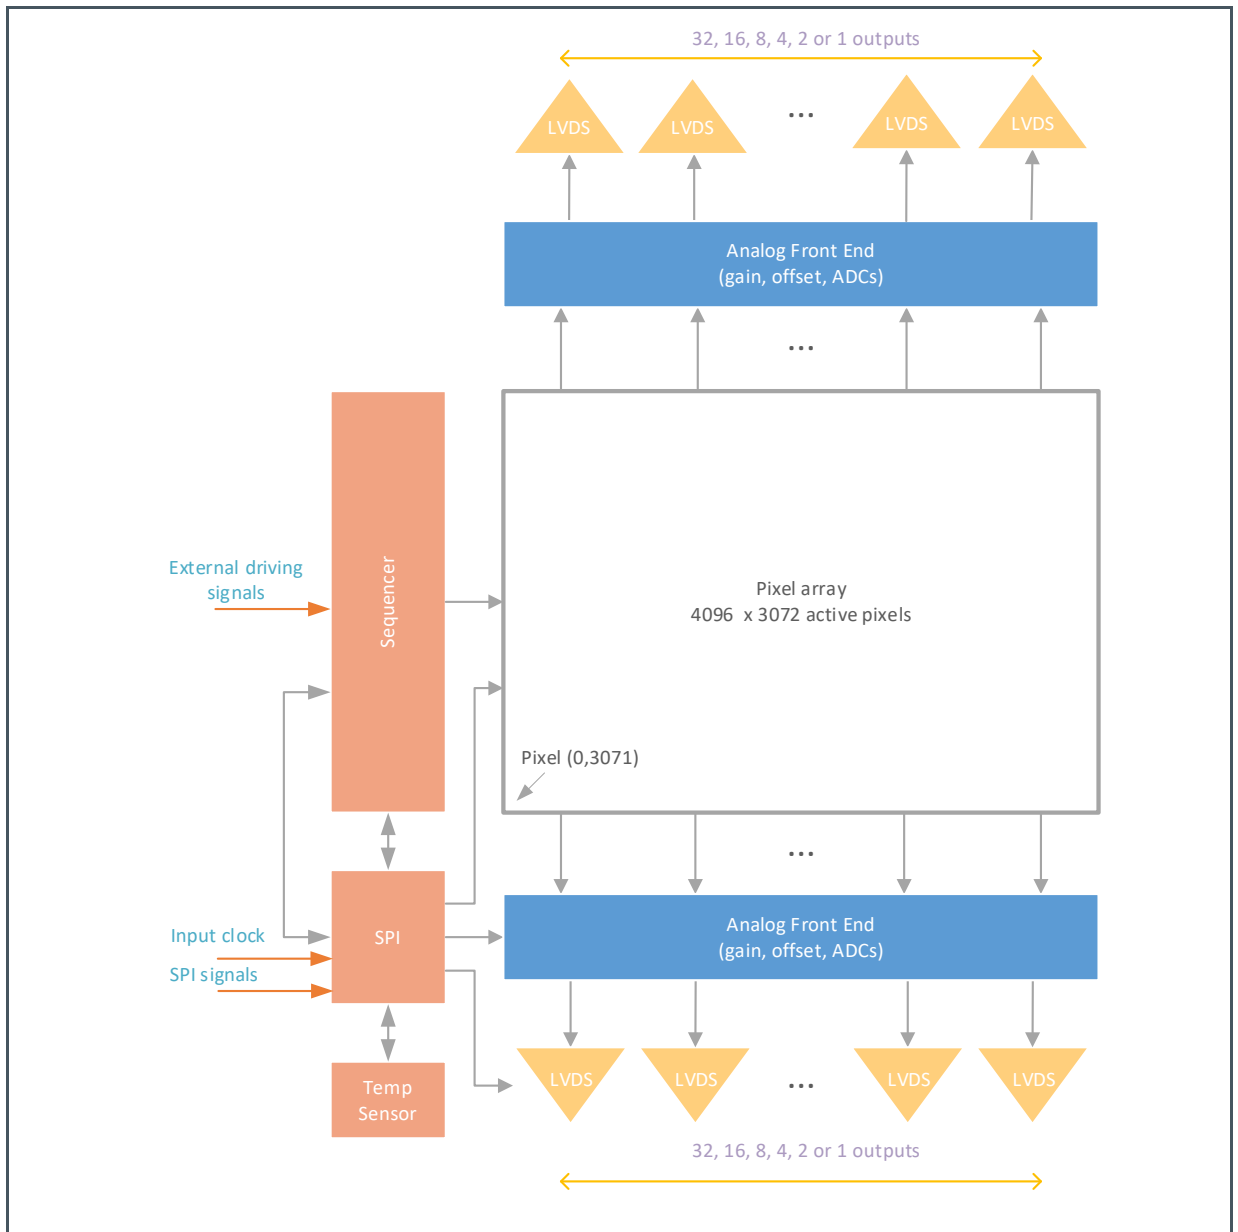 32, 16, 8, 4, 2 or 1 outputs
LVDS
LVDS
...
LVDS
LVDS
Analog Front End
(gain, offset, ADCs)
...
Sequencer
External driving
signals
Pixel array
4096 x 3072 active pixels
Pixel (0,3071)
...
SPI
Input clock
SPI signals
Analog Front End
(gain, offset, ADCs)
Temp
Sensor
LVDS
LVDS
...
LVDS
LVDS
32, 16, 8, 4, 2 or 1 outputs